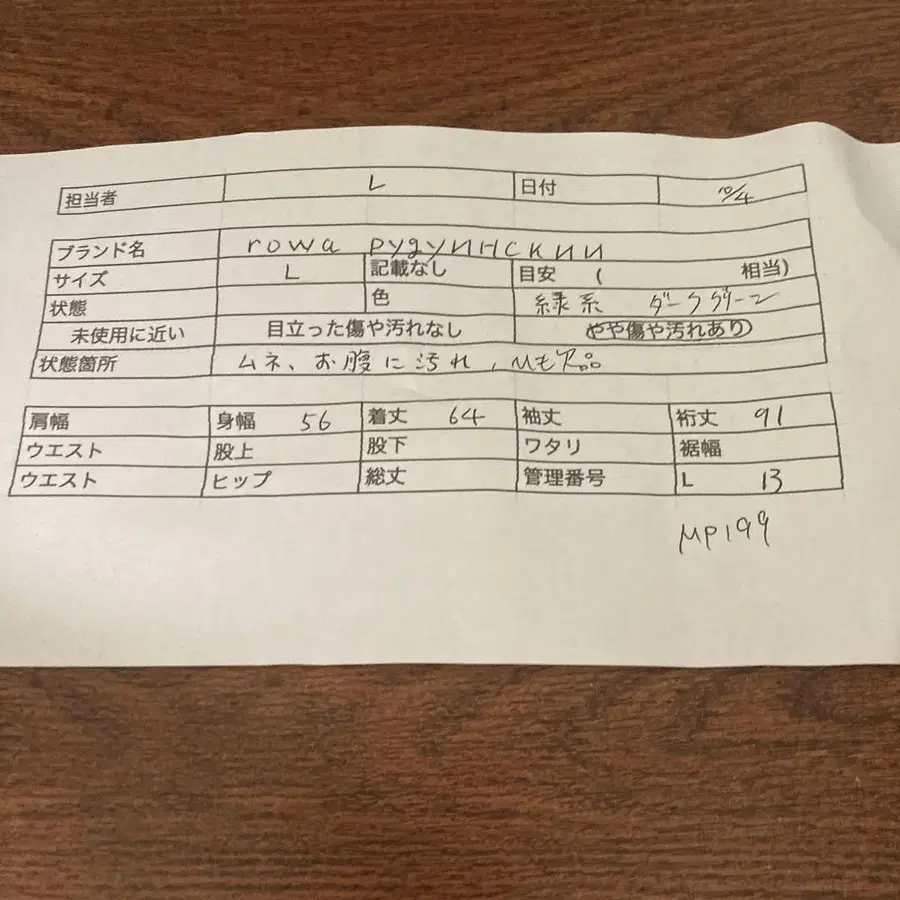 担当者 L 日付 10/4
ブランド名 rowa рудуинскии
サイズ L 記載なし 目安 ( 相当)
状態 色 緑系 ダークグリーン
未使用に近い 目立った傷や汚れなし やや傷や汚れあり
状態箇所 ムネ、お腹に汚れ,
肩幅 身幅 56 着丈 64 袖丈 裄丈 91
ウエスト 股上 股下 ワタリ 裾幅
ウエスト ヒップ 総丈 管理番号 L 13
MP199